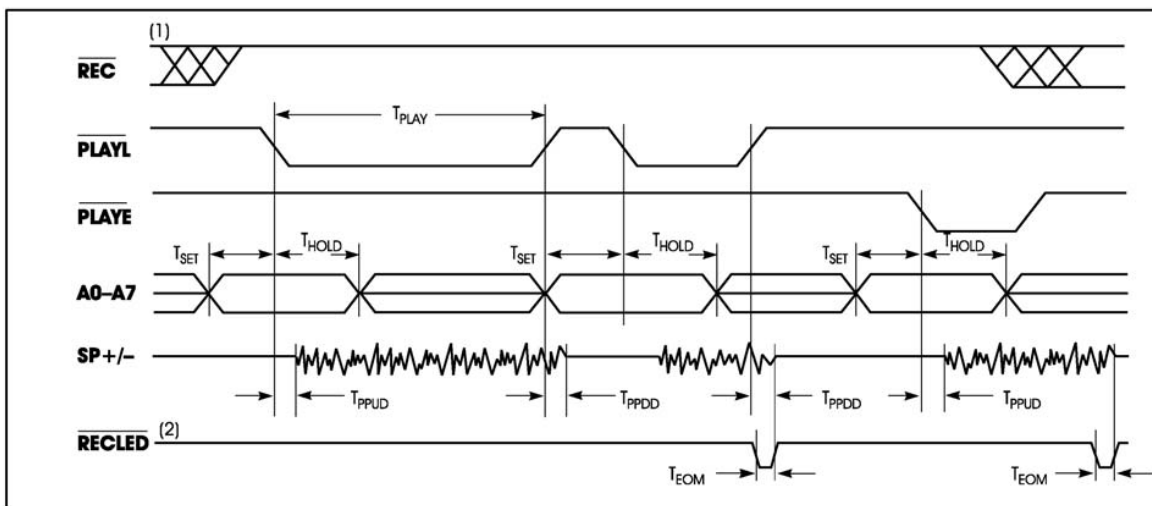 (1)
REC
T_PLAY
PLAYL
PLAYE
T_SET T_HOLD T_SET T_HOLD T_SET T_HOLD
A0–A7
SP+/–
T_PPUD T_PPDD T_PPDD T_PPUD
RECLED (2)
T_EOM T_EOM